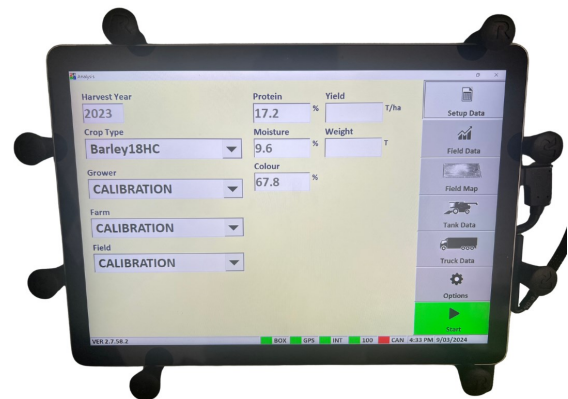 Analysis
Harvest Year
2023
Crop Type
Barley18HC
Grower
CALIBRATION
Farm
CALIBRATION
Field
CALIBRATION
Protein
17.2 %
Yield
T/ha
Moisture
9.6 %
Weight
T
Colour
67.8 %
Setup Data
Field Data
Field Map
Tank Data
Truck Data
Options
Start
VER 2.7.58.2
BOX GPS INT 100 CAN 4:33 PM 9/03/2024